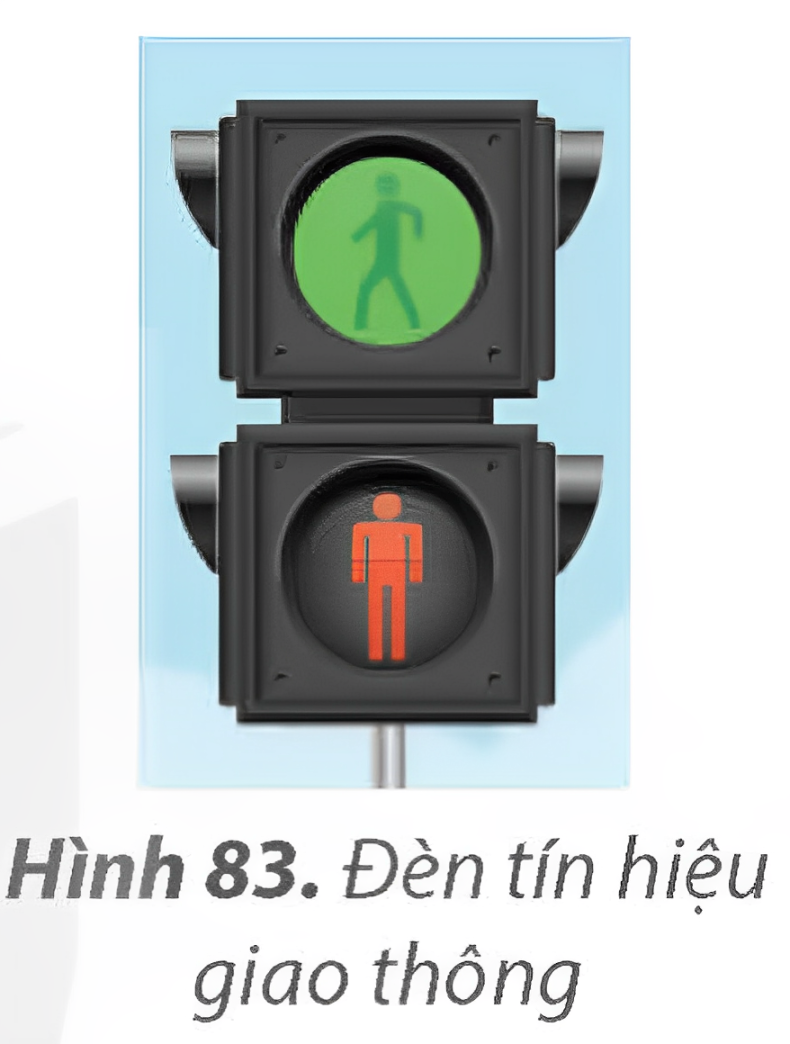 Hình 83. Đèn tín hiệu
giao thông